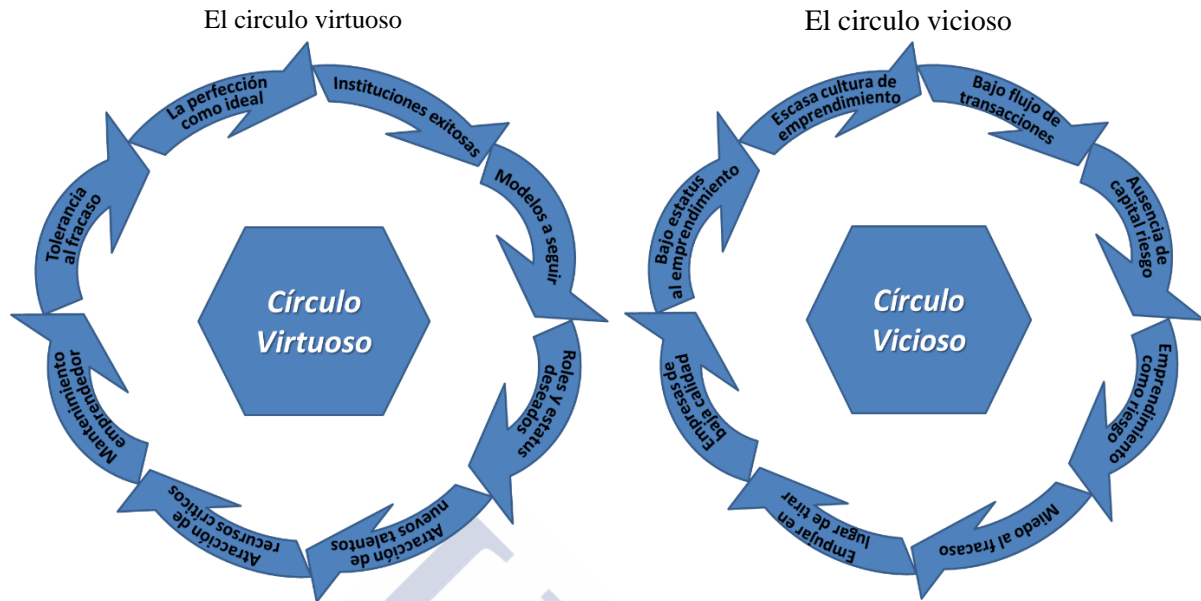 El circulo virtuoso
La perfección
como ideal
Instituciones exitosas
Modelos a seguir
Roles y estatus
deseados
Atracción de
nuevos talentos
Atracción de
recursos críticos
Mantenimiento
emprendedor
Tolerancia
al fracaso
Círculo
Virtuoso
El circulo vicioso
Escasa cultura de
emprendimiento
Bajo flujo de
transacciones
Ausencia de
capital riesgo
Emprendimiento
como riesgo
Miedo al fracaso
Empujar en
lugar de tirar
Empresas de
baja calidad
Bajo estatus
al emprendimiento
Círculo
Vicioso